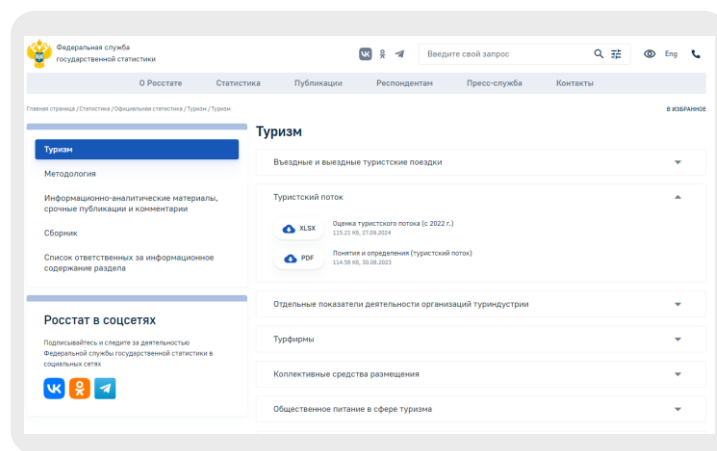 Федеральная служба
государственной статистики
Введите свой запрос
Eng
О Росстате Статистика Публикации Респондентам Пресс-служба Контакты
Главная страница /Статистика /Официальная статистика /Туризм /Туризм
В ИЗБРАННОЕ
Туризм
Методология
Информационно-аналитические материалы,
срочные публикации и комментарии
Сборник
Список ответственных за информационное
содержание раздела
Росстат в соцсетях
Подписывайтесь и следите за деятельностью
Федеральной службы государственной статистики в
социальных сетях
Туризм
Въездные и выездные туристские поездки
Туристский поток
XLSX
Оценка туристского потока (с 2022 г.)
115.21 KB, 27.08.2024
PDF
Понятия и определения (туристский поток)
114.58 KB, 30.08.2023
Отдельные показатели деятельности организаций туриндустрии
Турфирмы
Коллективные средства размещения
Общественное питание в сфере туризма